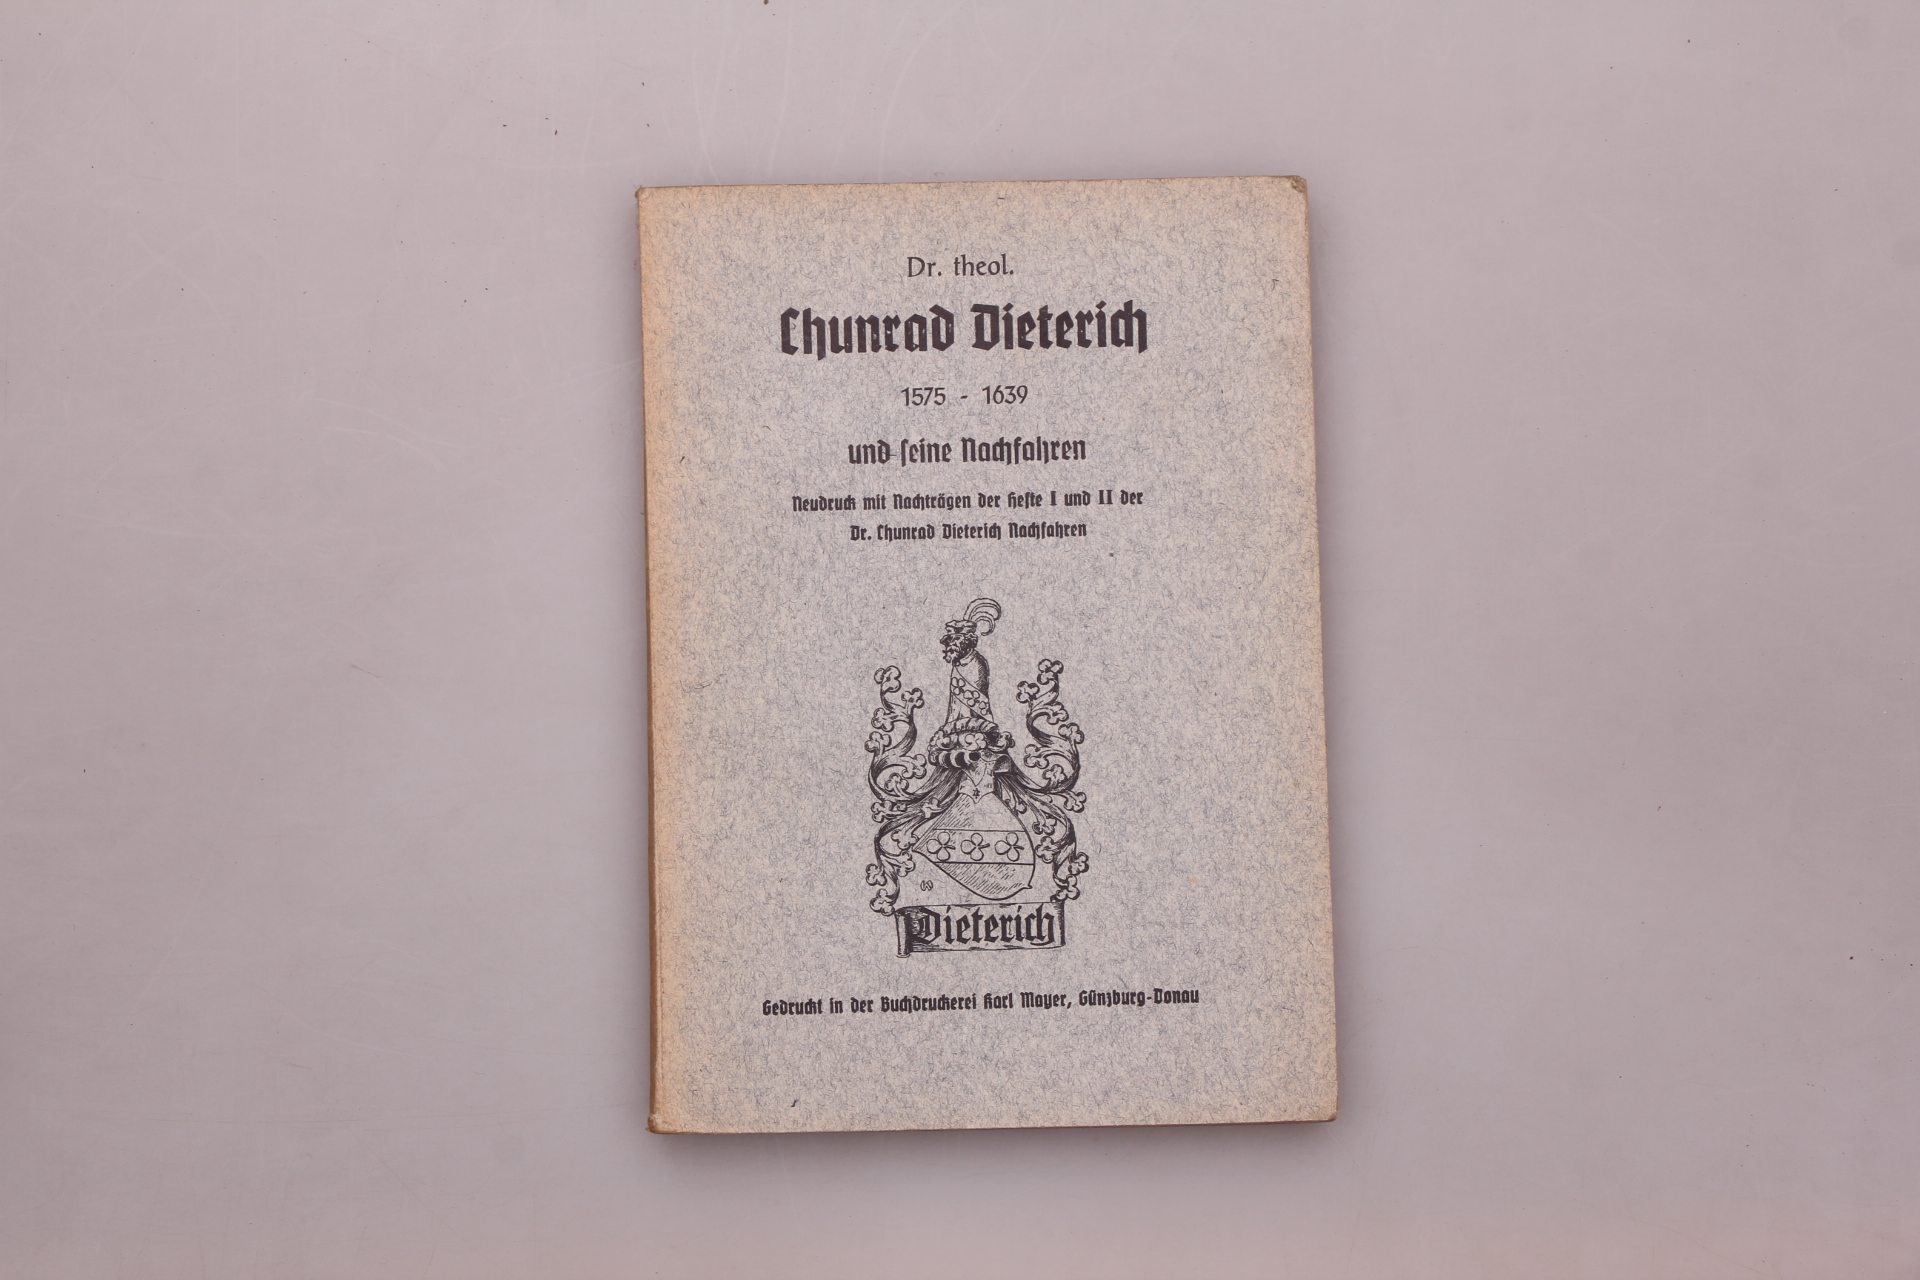 Dr. theol.
Chunrad Dieterich
1575 - 1639
und seine Nachfahren
Neudruck mit Nachträgen der Hefte I und II der
Dr. Chunrad Dieterich Nachfahren
Dieterich
Gedruckt in der Buchdruckerei Karl Mayer, Günzburg-Donau